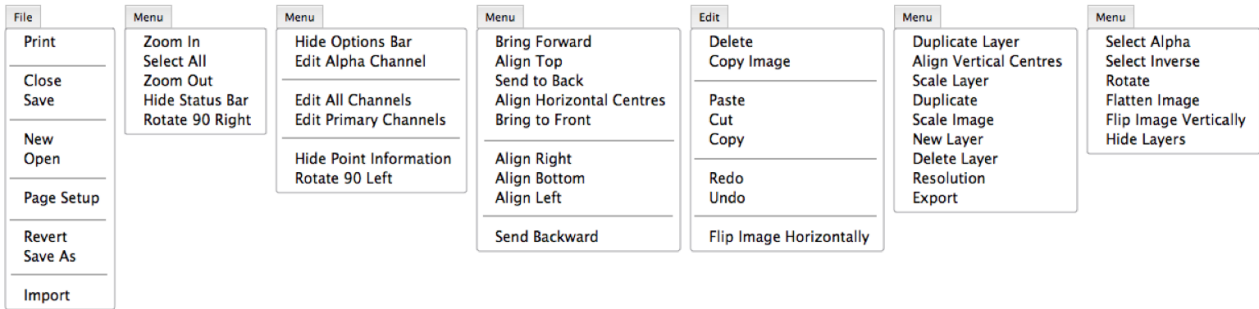 File
Print
Close
Save
New
Open
Page Setup
Revert
Save As
Import
Menu
Zoom In
Select All
Zoom Out
Hide Status Bar
Rotate 90 Right
Menu
Hide Options Bar
Edit Alpha Channel
Edit All Channels
Edit Primary Channels
Hide Point Information
Rotate 90 Left
Menu
Bring Forward
Align Top
Send to Back
Align Horizontal Centres
Bring to Front
Align Right
Align Bottom
Align Left
Send Backward
Edit
Delete
Copy Image
Paste
Cut
Copy
Redo
Undo
Flip Image Horizontally
Menu
Duplicate Layer
Align Vertical Centres
Scale Layer
Duplicate
Scale Image
New Layer
Delete Layer
Resolution
Export
Menu
Select Alpha
Select Inverse
Rotate
Flatten Image
Flip Image Vertically
Hide Layers